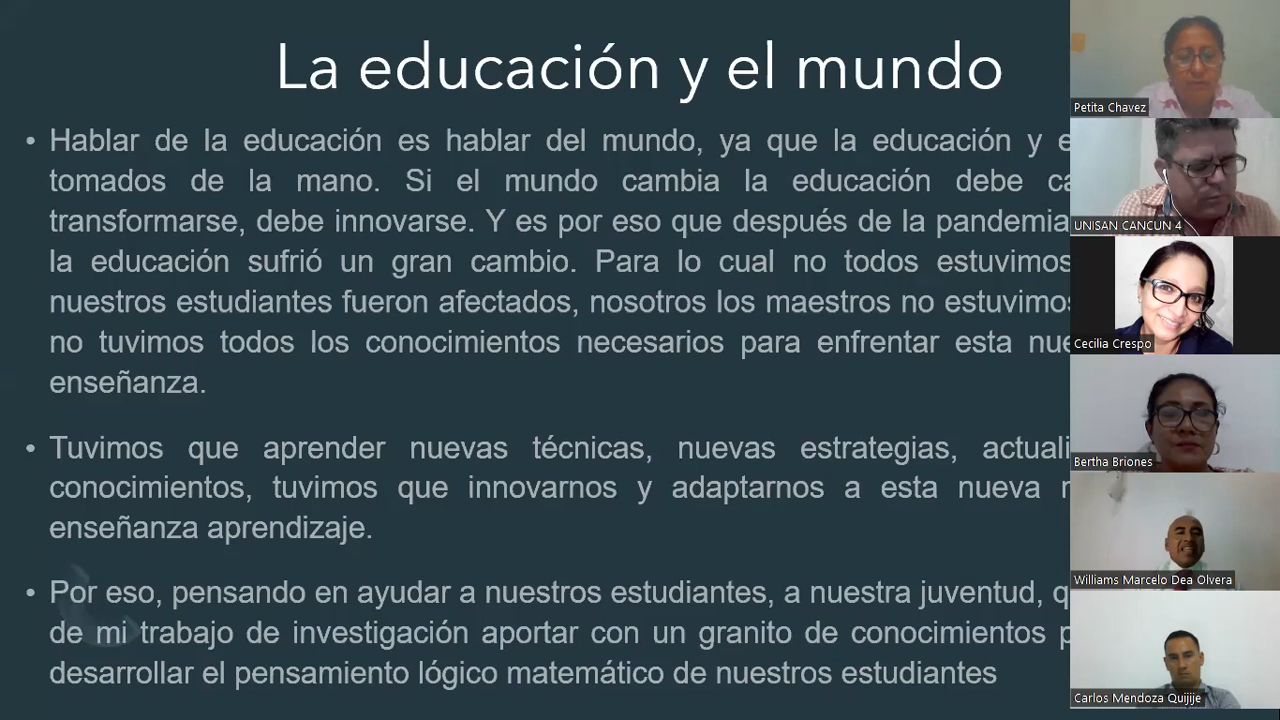 La educación y el mundo
• Hablar de la educación es hablar del mundo, ya que la educación y e
tomados de la mano. Si el mundo cambia la educación debe ca
transformarse, debe innovarse. Y es por eso que después de la pandemia
la educación sufrió un gran cambio. Para lo cual no todos estuvimos
nuestros estudiantes fueron afectados, nosotros los maestros no estuvimos
no tuvimos todos los conocimientos necesarios para enfrentar esta nue
enseñanza.
• Tuvimos que aprender nuevas técnicas, nuevas estrategias, actuali
conocimientos, tuvimos que innovarnos y adaptarnos a esta nueva
enseñanza aprendizaje.
• Por eso, pensando en ayudar a nuestros estudiantes, a nuestra juventud, q
de mi trabajo de investigación aportar con un granito de conocimientos p
desarrollar el pensamiento lógico matemático de nuestros estudiantes
Petita Chavez
UNISAN CANCUN 4
Cecilia Crespo
Bertha Briones
Williams Marcelo Dea Olvera
Carlos Mendoza Quijije